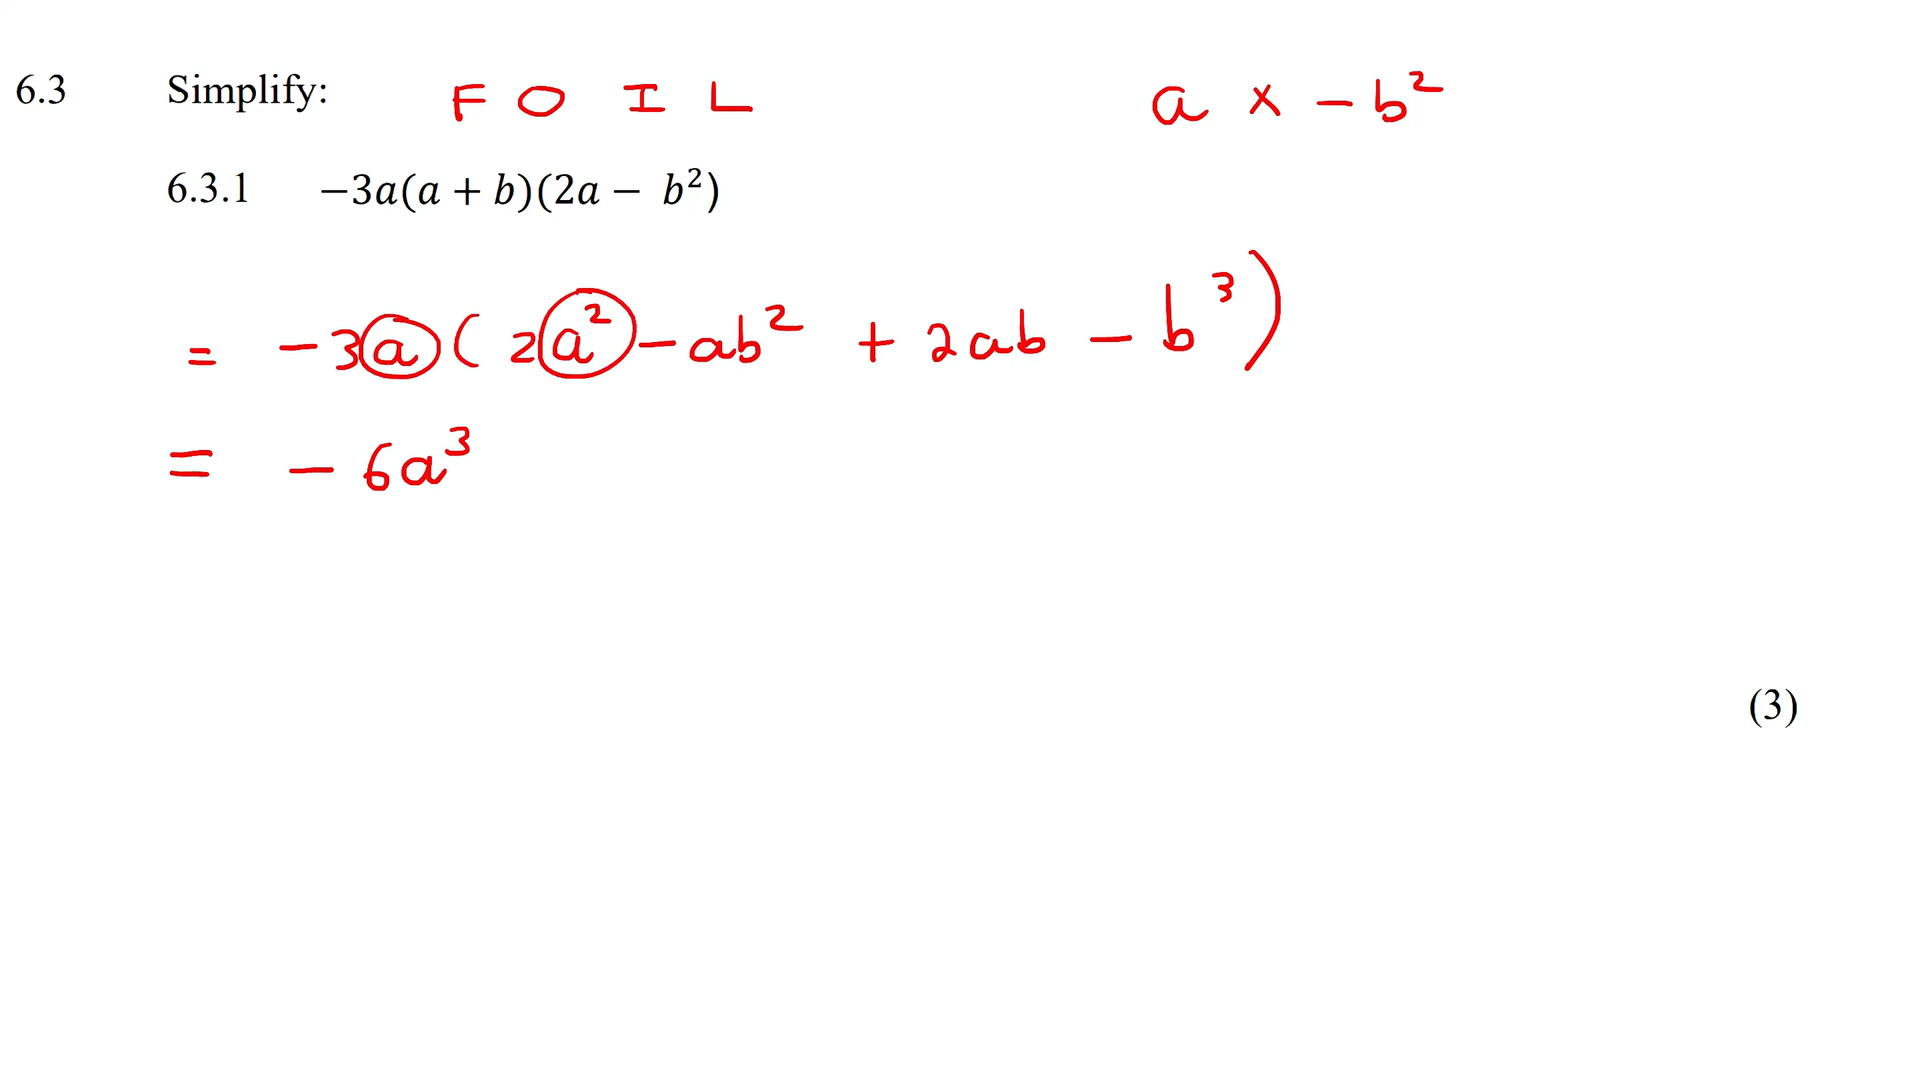 6.3 Simplify: F O I L a × − b²
6.3.1 −3a(a + b)(2a − b²)
= −3a( 2a² − ab² + 2ab − b³)
= − 6a³
(3)